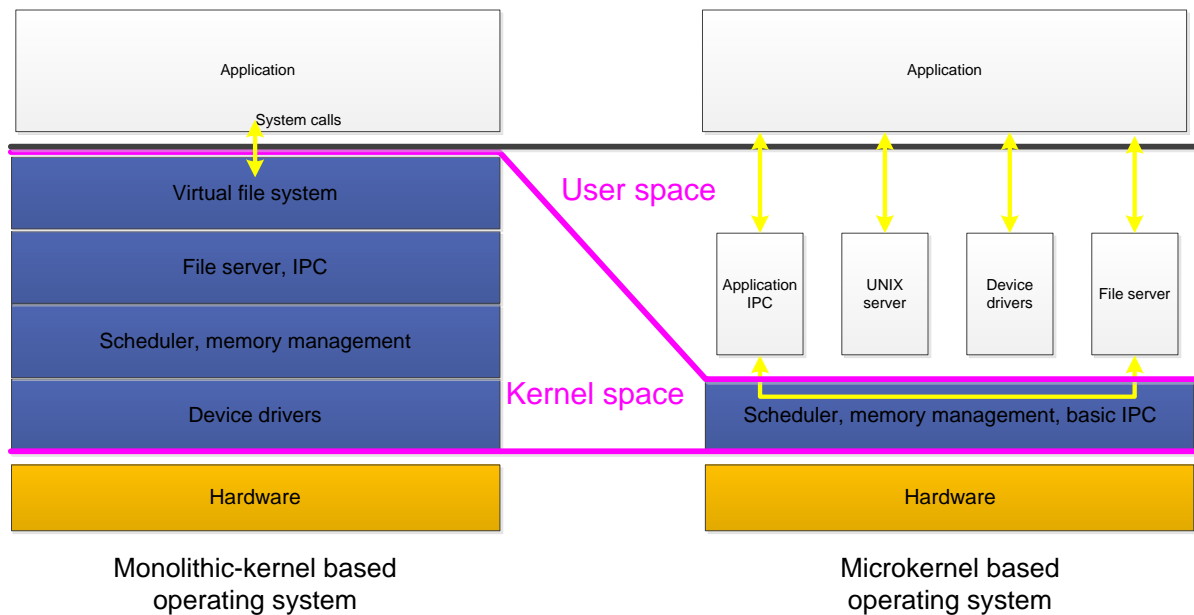 Application
System calls
Virtual file system
File server, IPC
Scheduler, memory management
Device drivers
Hardware
Monolithic-kernel based
operating system
User space
Kernel space
Application
Application
IPC
UNIX
server
Device
drivers
File server
Scheduler, memory management, basic IPC
Hardware
Microkernel based
operating system